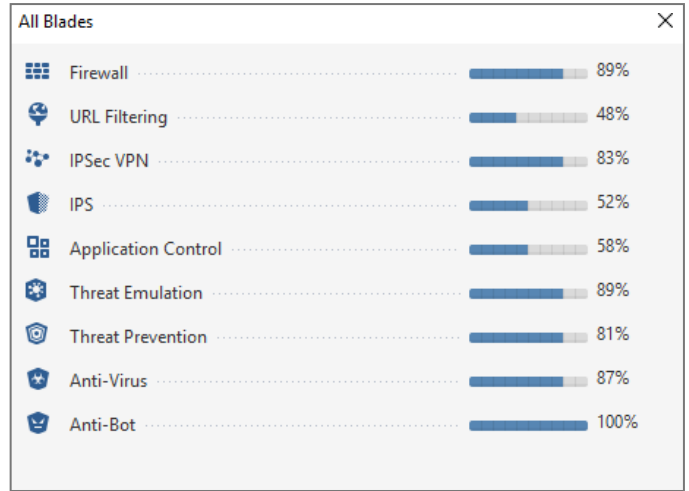 All Blades
Firewall 89%
URL Filtering 48%
IPSec VPN 83%
IPS 52%
Application Control 58%
Threat Emulation 89%
Threat Prevention 81%
Anti-Virus 87%
Anti-Bot 100%